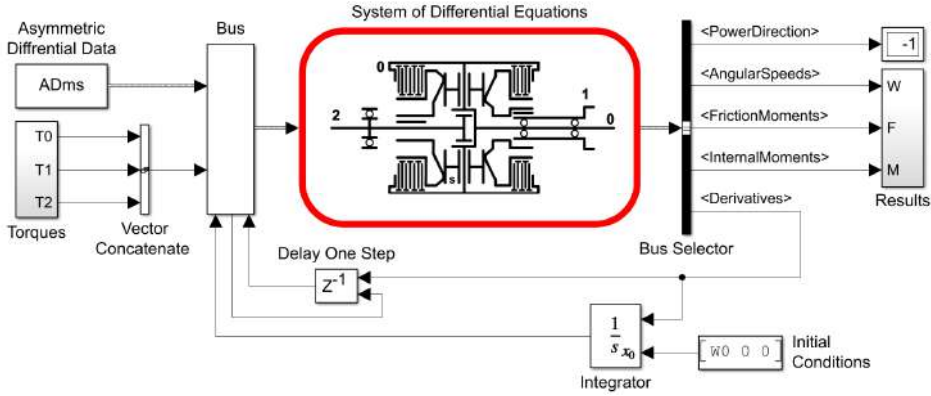 Asymmetric
Diffrential Data
Bus
System of Differential Equations
ADms
T0
T1
T2
Torques
Vector
Concatenate
0
2
1
0
s
<PowerDirection>
<AngularSpeeds>
<FrictionMoments>
<InternalMoments>
<Derivatives>
-1
W
F
M
Results
Bus Selector
Delay One Step
Z-1
1
s x0
Integrator
[W0 0 0]
Initial
Conditions